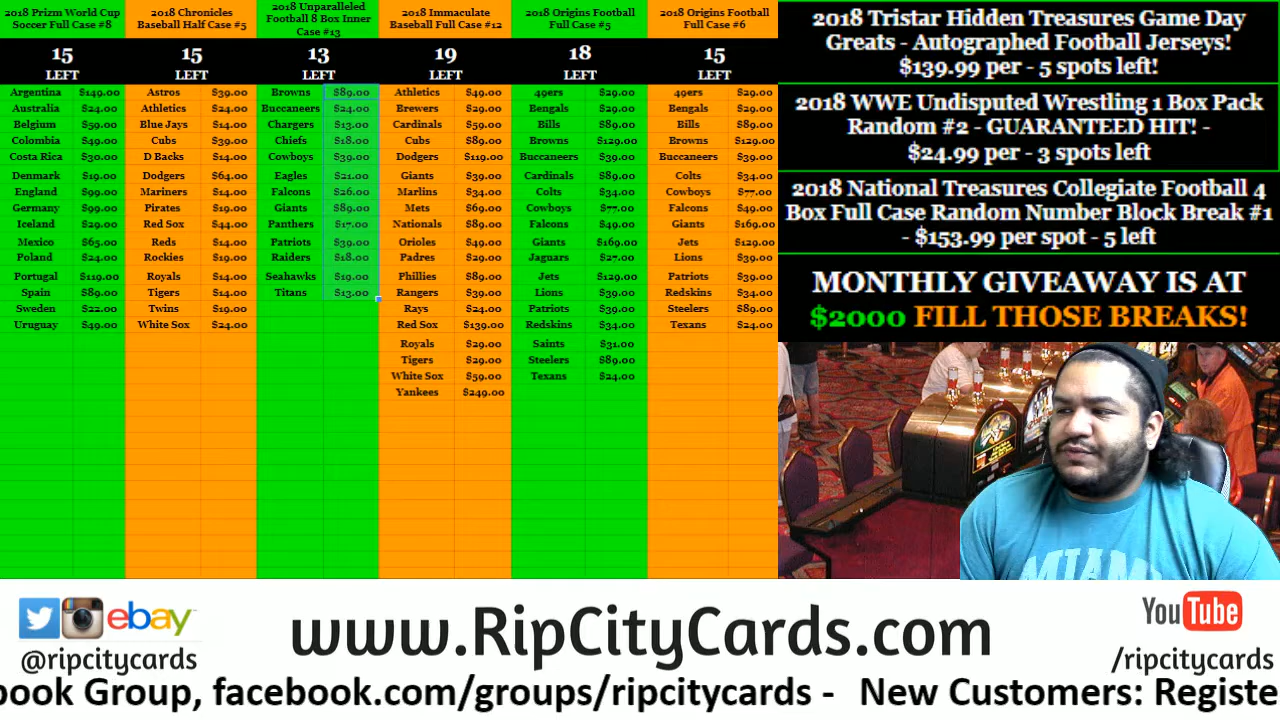 2018 Prizm World Cup
Soccer Full Case #8
15
LEFT
Argentina $149.00
Australia $24.00
Belgium $59.00
Colombia $49.00
Costa Rica $30.00
Denmark $19.00
England $99.00
Germany $99.00
Iceland $29.00
Mexico $65.00
Poland $24.00
Portugal $119.00
Spain $89.00
Sweden $22.00
Uruguay $49.00
2018 Chronicles
Baseball Half Case #5
15
LEFT
Astros $39.00
Athletics $24.00
Blue Jays $14.00
Cubs $39.00
D Backs $14.00
Dodgers $64.00
Mariners $14.00
Pirates $19.00
Red Sox $44.00
Reds $14.00
Rockies $19.00
Royals $14.00
Tigers $14.00
Twins $19.00
White Sox $24.00
2018 Unparalleled
Football 8 Box Inner
Case #13
13
LEFT
Browns $89.00
Buccaneers $24.00
Chargers $13.00
Chiefs $18.00
Cowboys $39.00
Eagles $21.00
Falcons $26.00
Giants $89.00
Panthers $17.00
Patriots $39.00
Raiders $18.00
Seahawks $19.00
Titans $13.00
2018 Immaculate
Baseball Full Case #12
19
LEFT
Athletics $49.00
Brewers $29.00
Cardinals $59.00
Cubs $89.00
Dodgers $119.00
Giants $39.00
Marlins $34.00
Mets $69.00
Nationals $89.00
Orioles $49.00
Padres $29.00
Phillies $89.00
Rangers $39.00
Rays $24.00
Red Sox $139.00
Royals $29.00
Tigers $29.00
White Sox $59.00
Yankees $249.00
2018 Origins Football
Full Case #5
18
LEFT
49ers $29.00
Bengals $29.00
Bills $89.00
Browns $129.00
Buccaneers $39.00
Cardinals $89.00
Colts $34.00
Cowboys $77.00
Falcons $49.00
Giants $169.00
Jaguars $27.00
Jets $129.00
Lions $39.00
Patriots $39.00
Redskins $34.00
Saints $31.00
Steelers $89.00
Texans $24.00
2018 Origins Football
Full Case #6
15
LEFT
49ers $29.00
Bengals $29.00
Bills $89.00
Browns $129.00
Buccaneers $39.00
Colts $34.00
Cowboys $77.00
Falcons $49.00
Giants $169.00
Jets $129.00
Lions $39.00
Patriots $39.00
Redskins $34.00
Steelers $89.00
Texans $24.00
2018 Tristar Hidden Treasures Game Day
Greats - Autographed Football Jerseys!
$139.99 per - 5 spots left!
2018 WWE Undisputed Wrestling 1 Box Pack
Random #2 - GUARANTEED HIT! -
$24.99 per - 3 spots left
2018 National Treasures Collegiate Football 4
Box Full Case Random Number Block Break #1
- $153.99 per spot - 5 left
MONTHLY GIVEAWAY IS AT
$2000 FILL THOSE BREAKS!
MIAMI
ebay
@ripcitycards
www.RipCityCards.com
YouTube
/ripcitycards
book Group, facebook.com/groups/ripcitycards - New Customers: Registe